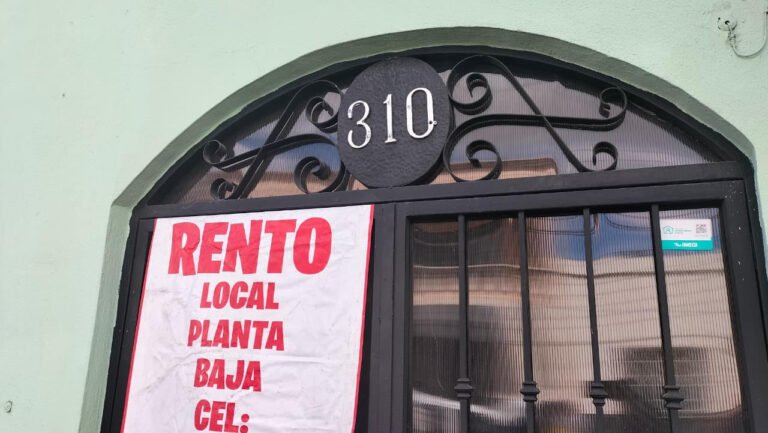 310
RENTO
LOCAL
PLANTA
BAJA
CEL:
INEGI